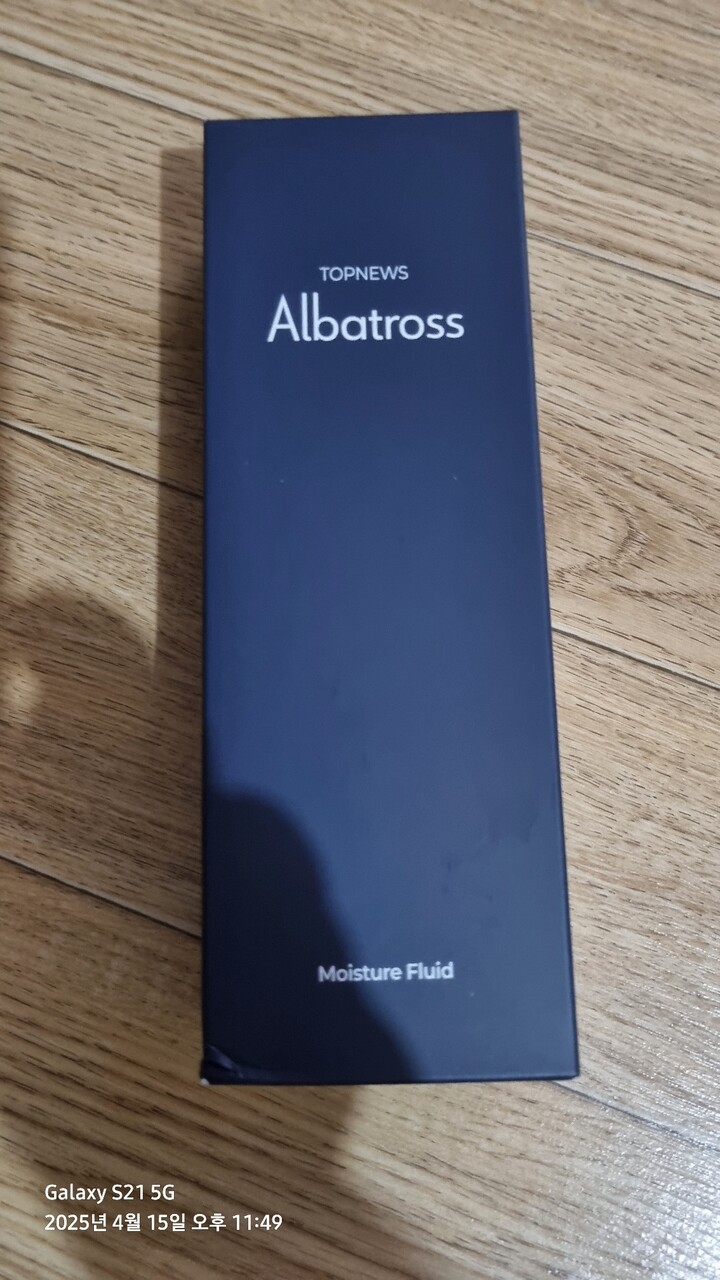 TOPNEWS
Albatross
Moisture Fluid
Galaxy S21 5G
2025년 4월 15일 오후 11:49